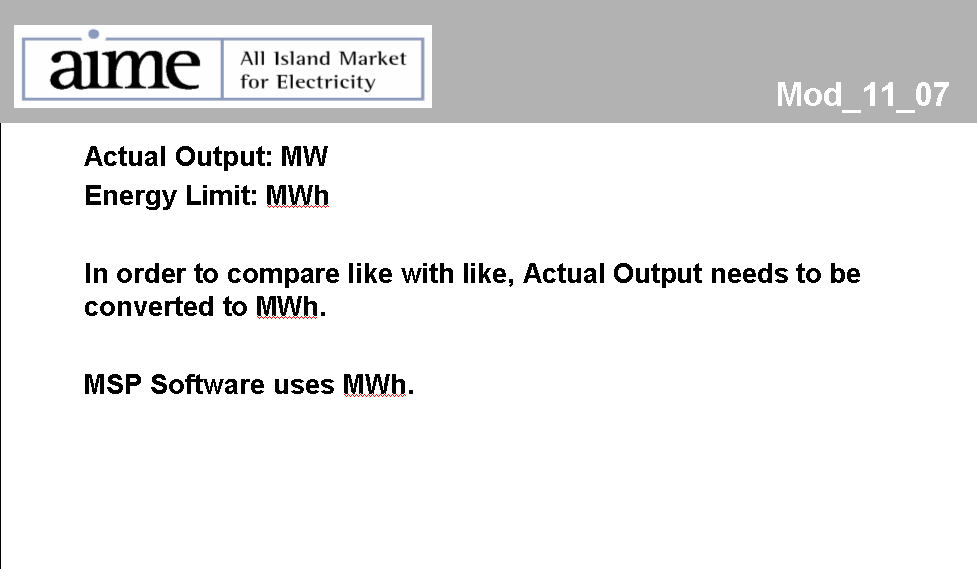 aime
All Island Market
for Electricity
Mod_11_07
Actual Output: MW
Energy Limit: MWh
In order to compare like with like, Actual Output needs to be
converted to MWh.
MSP Software uses MWh.